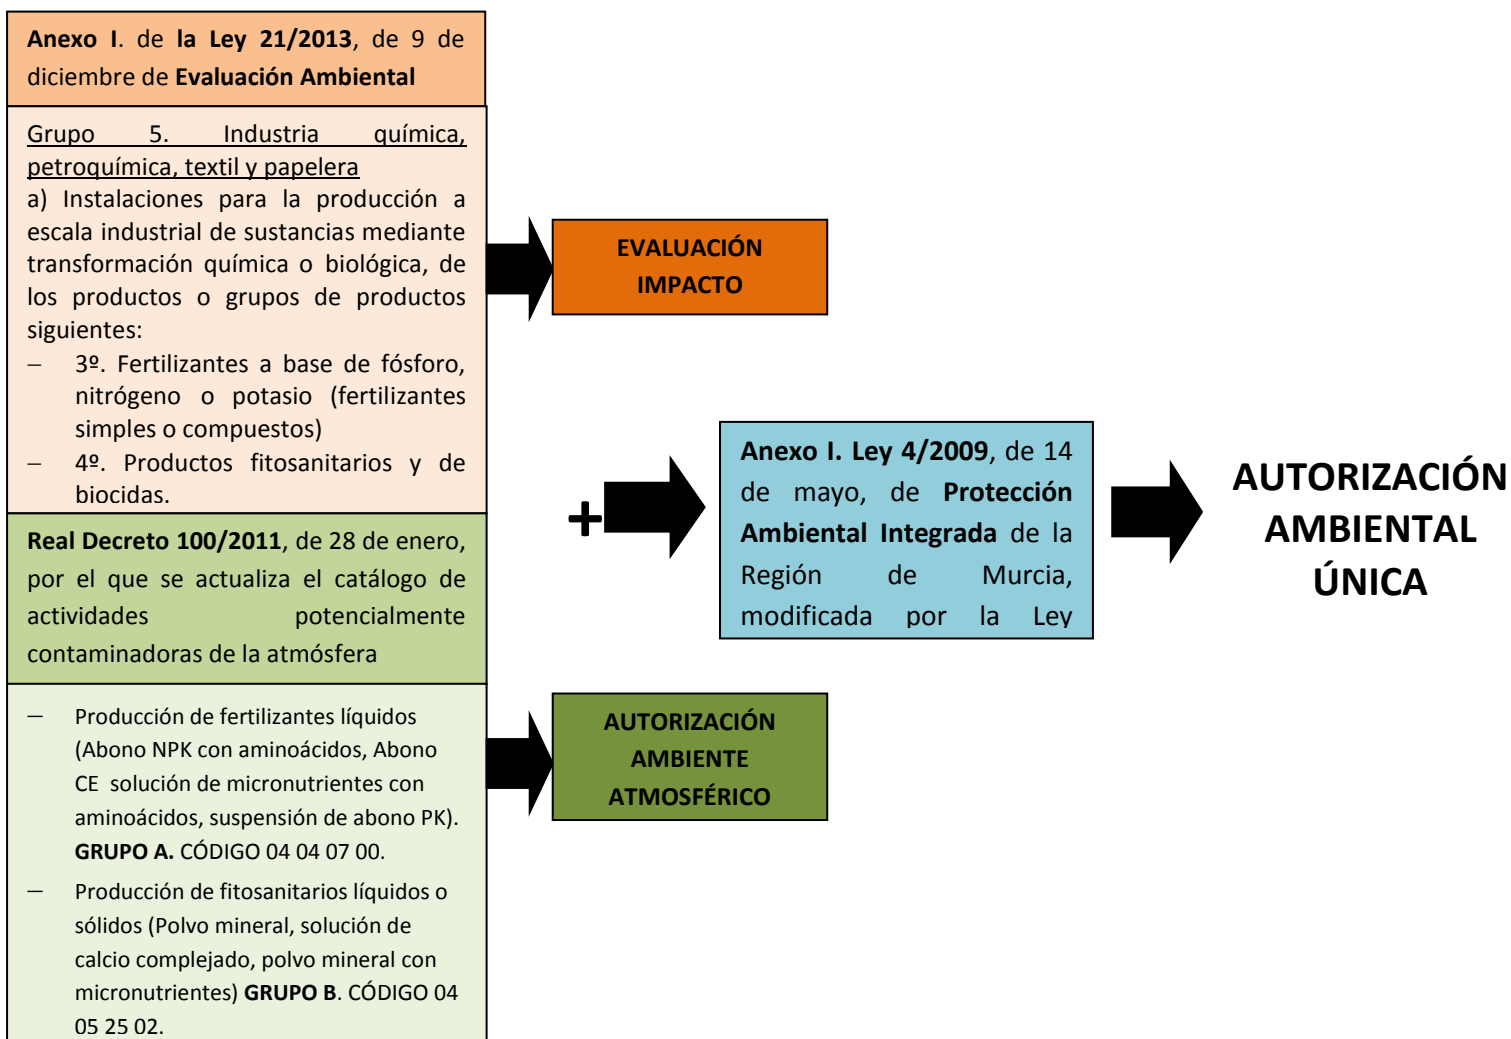 Anexo I. de la Ley 21/2013, de 9 de
diciembre de Evaluación Ambiental
Grupo 5. Industria química,
petroquímica, textil y papelera
a) Instalaciones para la producción a
escala industrial de sustancias mediante
transformación química o biológica, de
los productos o grupos de productos
siguientes:
− 3º. Fertilizantes a base de fósforo,
nitrógeno o potasio (fertilizantes
simples o compuestos)
− 4º. Productos fitosanitarios y de
biocidas.
Real Decreto 100/2011, de 28 de enero,
por el que se actualiza el catálogo de
actividades potencialmente
contaminadoras de la atmósfera
− Producción de fertilizantes líquidos
(Abono NPK con aminoácidos, Abono
CE solución de micronutrientes con
aminoácidos, suspensión de abono PK).
GRUPO A. CÓDIGO 04 04 07 00.
− Producción de fitosanitarios líquidos o
sólidos (Polvo mineral, solución de
calcio complejado, polvo mineral con
micronutrientes) GRUPO B. CÓDIGO 04
05 25 02.
EVALUACIÓN
IMPACTO
+
AUTORIZACIÓN
AMBIENTE
ATMOSFÉRICO
Anexo I. Ley 4/2009, de 14
de mayo, de Protección
Ambiental Integrada de la
Región de Murcia,
modificada por la Ley
AUTORIZACIÓN
AMBIENTAL
ÚNICA